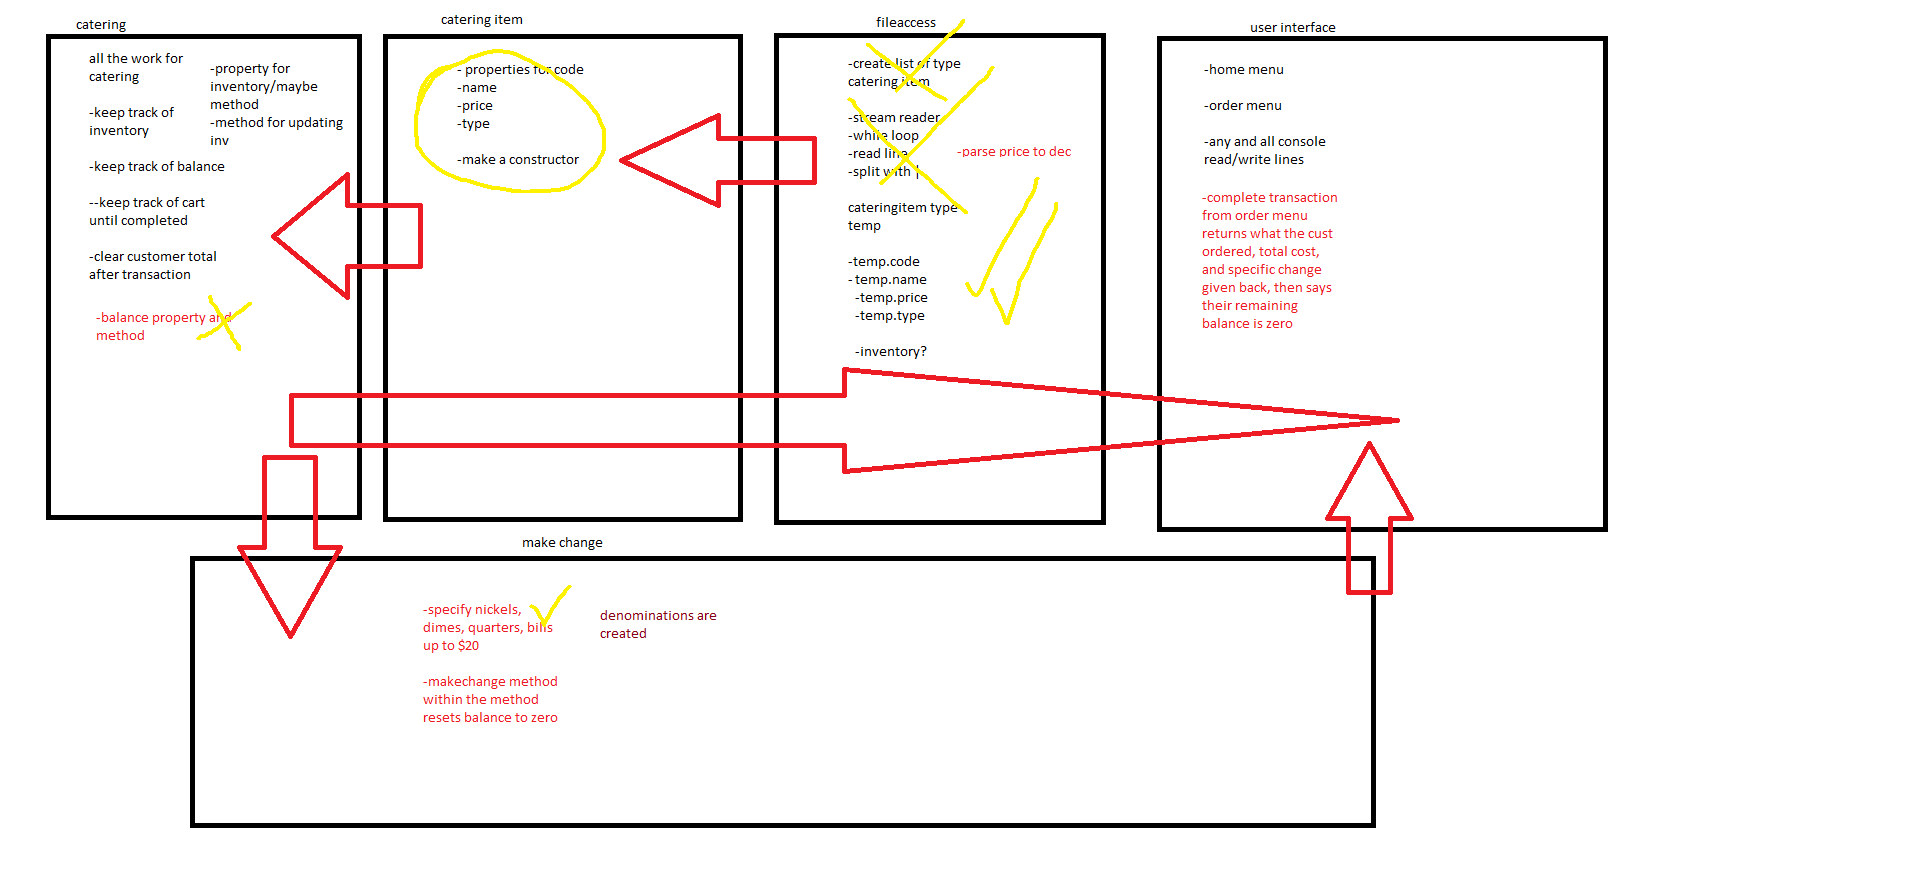 catering
all the work for
catering
-keep track of
inventory
-property for
inventory/maybe
method
-method for updating
inv
-keep track of balance
--keep track of cart
until completed
-clear customer total
after transaction
-balance property and
method
catering item
- properties for code
-name
-price
-type
-make a constructor
fileaccess
-create list of type
catering item
-stream reader
-while loop
-read line
-split with |
-parse price to dec
cateringitem type
temp
-temp.code
- temp.name
-temp.price
-temp.type
-inventory?
user interface
-home menu
-order menu
-any and all console
read/write lines
-complete transaction
from order menu
returns what the cust
ordered, total cost,
and specific change
given back, then says
their remaining
balance is zero
make change
-specify nickels,
dimes, quarters, bills
up to $20
denominations are
created
-makechange method
within the method
resets balance to zero